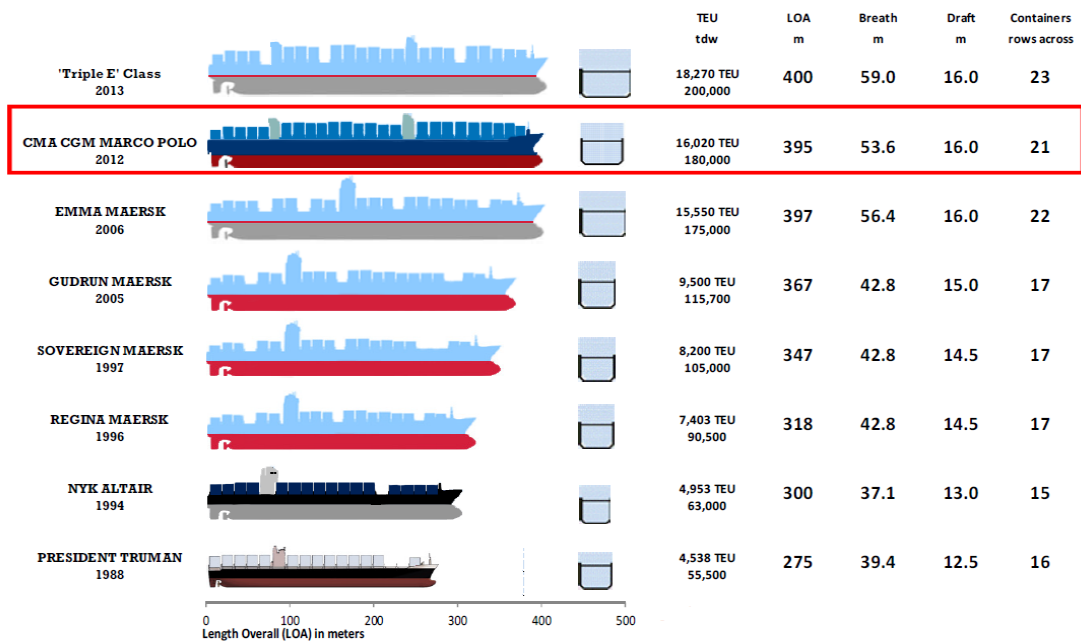 TEU LOA Breath Draft Containers
tdw m m m rows across
'Triple E' Class
2013
18,270 TEU
200,000
400 59.0 16.0 23
CMA CGM MARCO POLO
2012
16,020 TEU
180,000
395 53.6 16.0 21
EMMA MAERSK
2006
15,550 TEU
175,000
397 56.4 16.0 22
GUDRUN MAERSK
2005
9,500 TEU
115,700
367 42.8 15.0 17
SOVEREIGN MAERSK
1997
8,200 TEU
105,000
347 42.8 14.5 17
REGINA MAERSK
1996
7,403 TEU
90,500
318 42.8 14.5 17
NYK ALTAIR
1994
4,953 TEU
63,000
300 37.1 13.0 15
PRESIDENT TRUMAN
1988
4,538 TEU
55,500
275 39.4 12.5 16
0 100 200 300 400 500
Length Overall (LOA) in meters